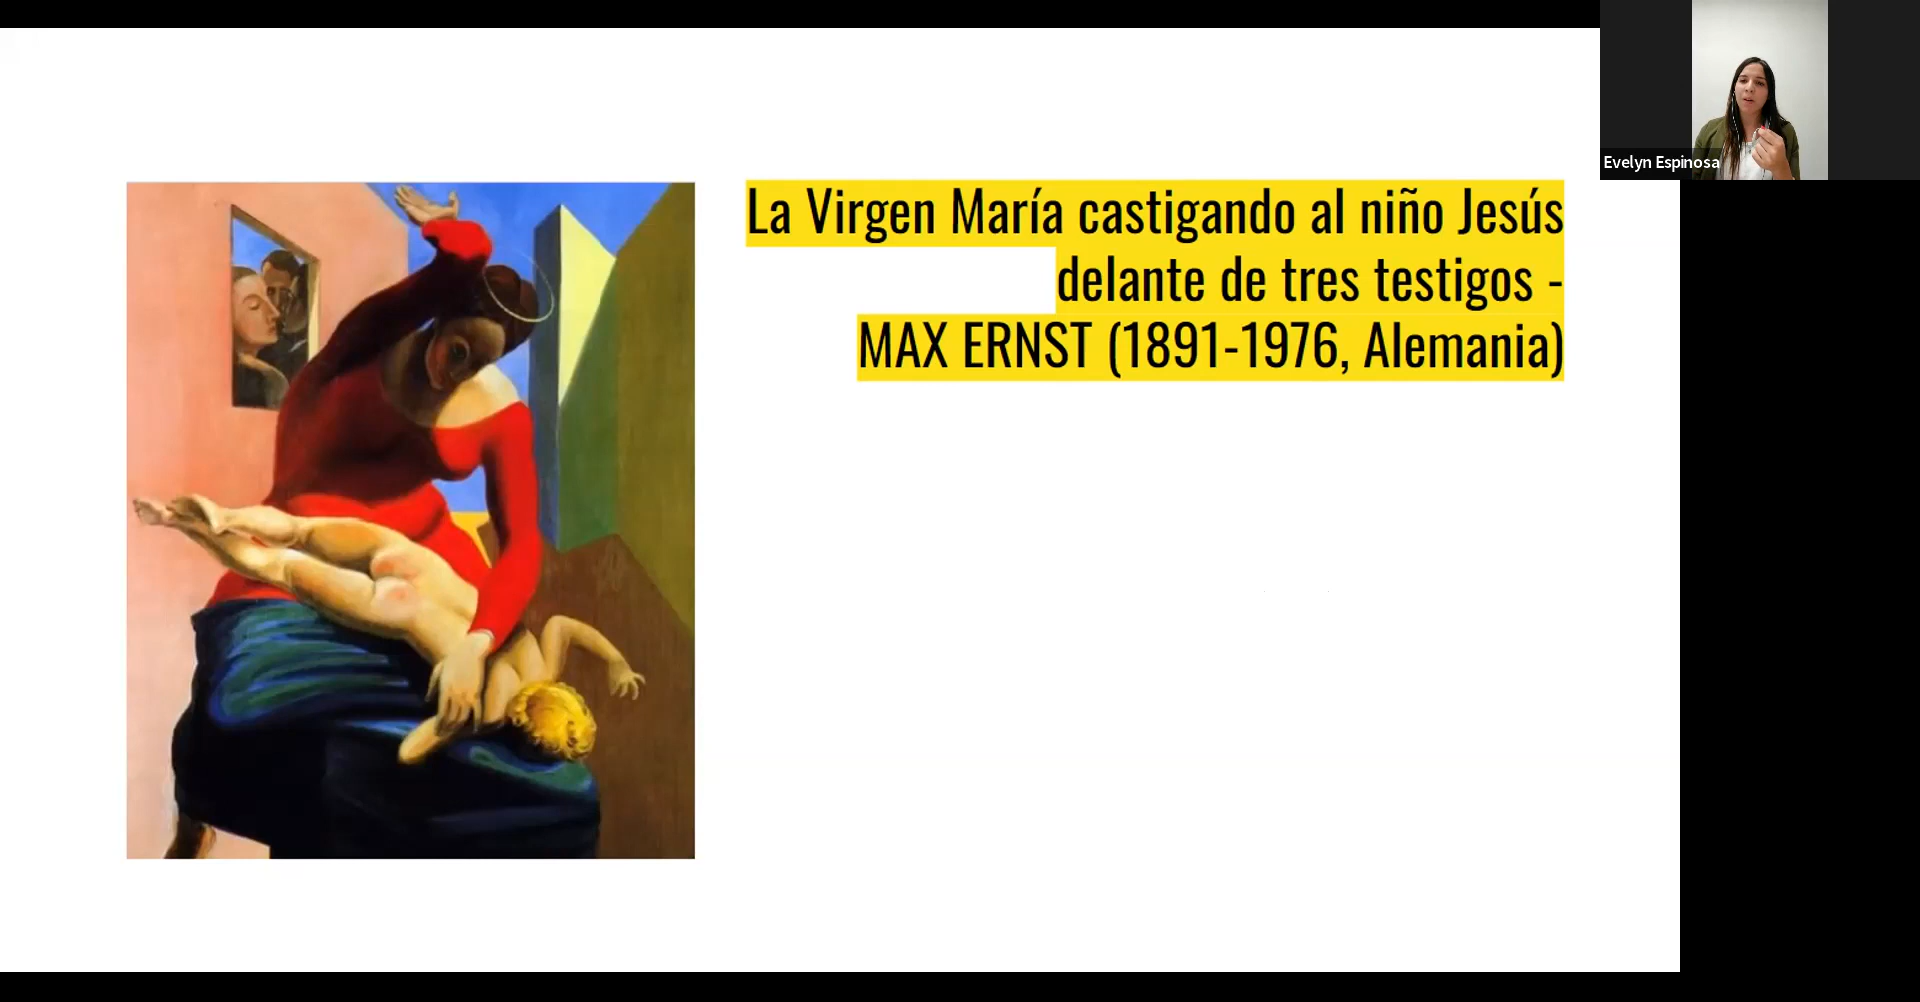 La Virgen María castigando al niño Jesús
delante de tres testigos -
MAX ERNST (1891-1976, Alemania)
Evelyn Espinosa